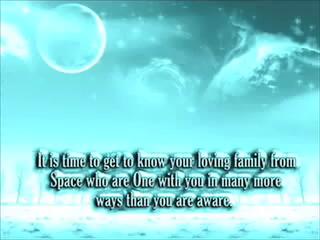 It is time to get to know your loving family from
Space who are One with you in many more
ways than you are aware.